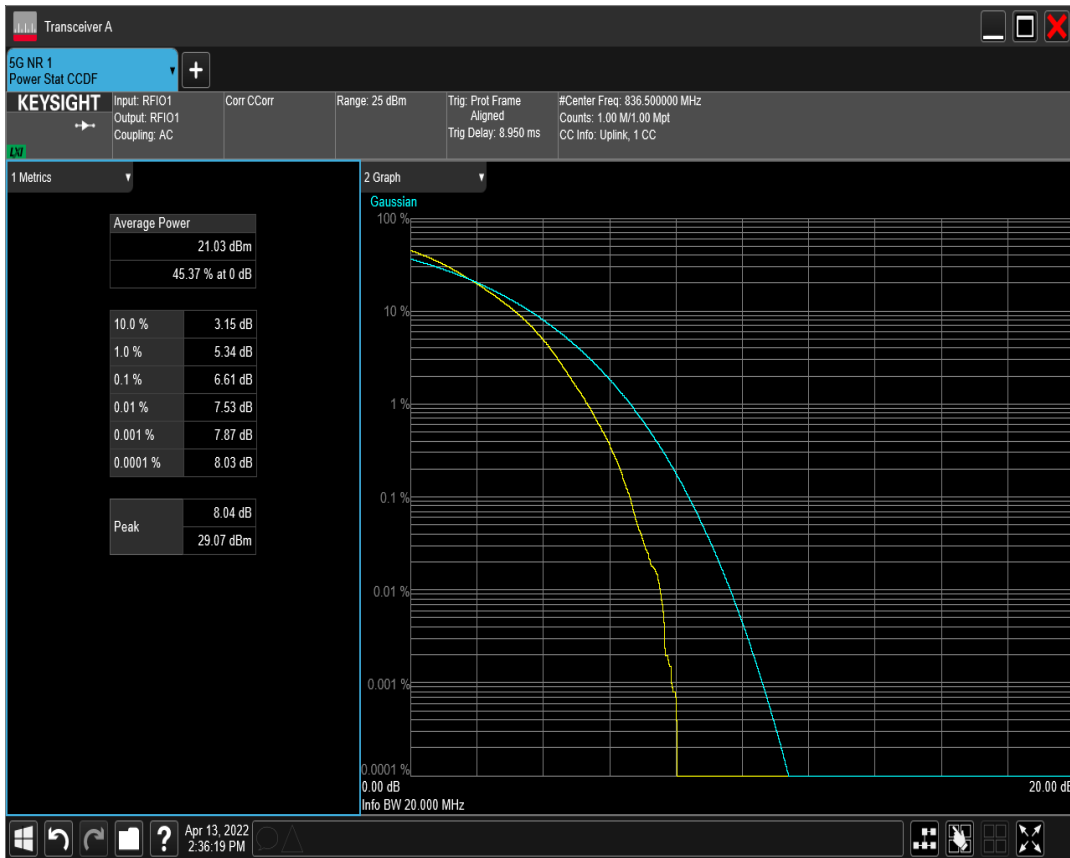 Transceiver A
5G NR 1
Power Stat CCDF
KEYSIGHT
LXI
Input: RFIO1
Output: RFIO1
Coupling: AC
Corr CCorr
Range: 25 dBm
Trig: Prot Frame
Aligned
Trig Delay: 8.950 ms
#Center Freq: 836.500000 MHz
Counts: 1.00 M/1.00 Mpt
CC Info: Uplink, 1 CC
1 Metrics
Average Power
21.03 dBm
45.37 % at 0 dB
10.0 % 3.15 dB
1.0 % 5.34 dB
0.1 % 6.61 dB
0.01 % 7.53 dB
0.001 % 7.87 dB
0.0001 % 8.03 dB
Peak
8.04 dB
29.07 dBm
2 Graph
Gaussian
100 %
10 %
1 %
0.1 %
0.01 %
0.001 %
0.0001 %
0.00 dB 20.00 dB
Info BW 20.000 MHz
Apr 13, 2022
2:36:19 PM